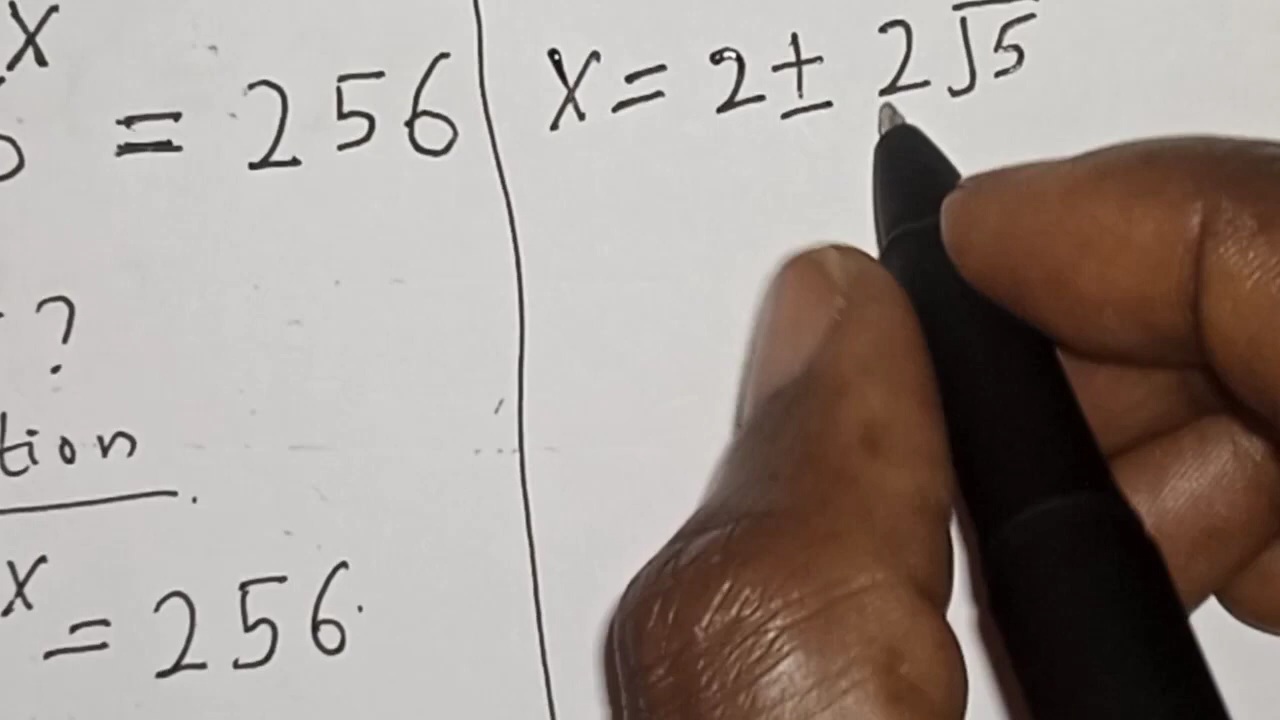 x = 256
?
tion
x = 256
x = 2 ± 2√5